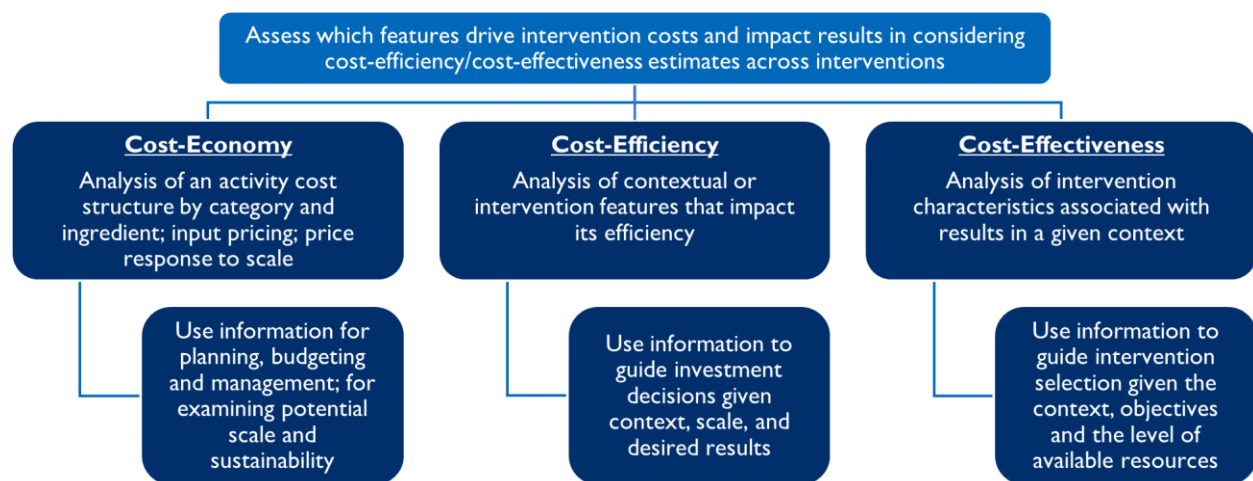 Assess which features drive intervention costs and impact results in considering
cost-efficiency/cost-effectiveness estimates across interventions
Cost-Economy
Analysis of an activity cost
structure by category and
ingredient; input pricing; price
response to scale
Use information for
planning, budgeting
and management; for
examining potential
scale and
sustainability
Cost-Efficiency
Analysis of contextual or
intervention features that impact
its efficiency
Use information to
guide investment
decisions given
context, scale, and
desired results
Cost-Effectiveness
Analysis of intervention
characteristics associated with
results in a given context
Use information to
guide intervention
selection given the
context, objectives
and the level of
available resources